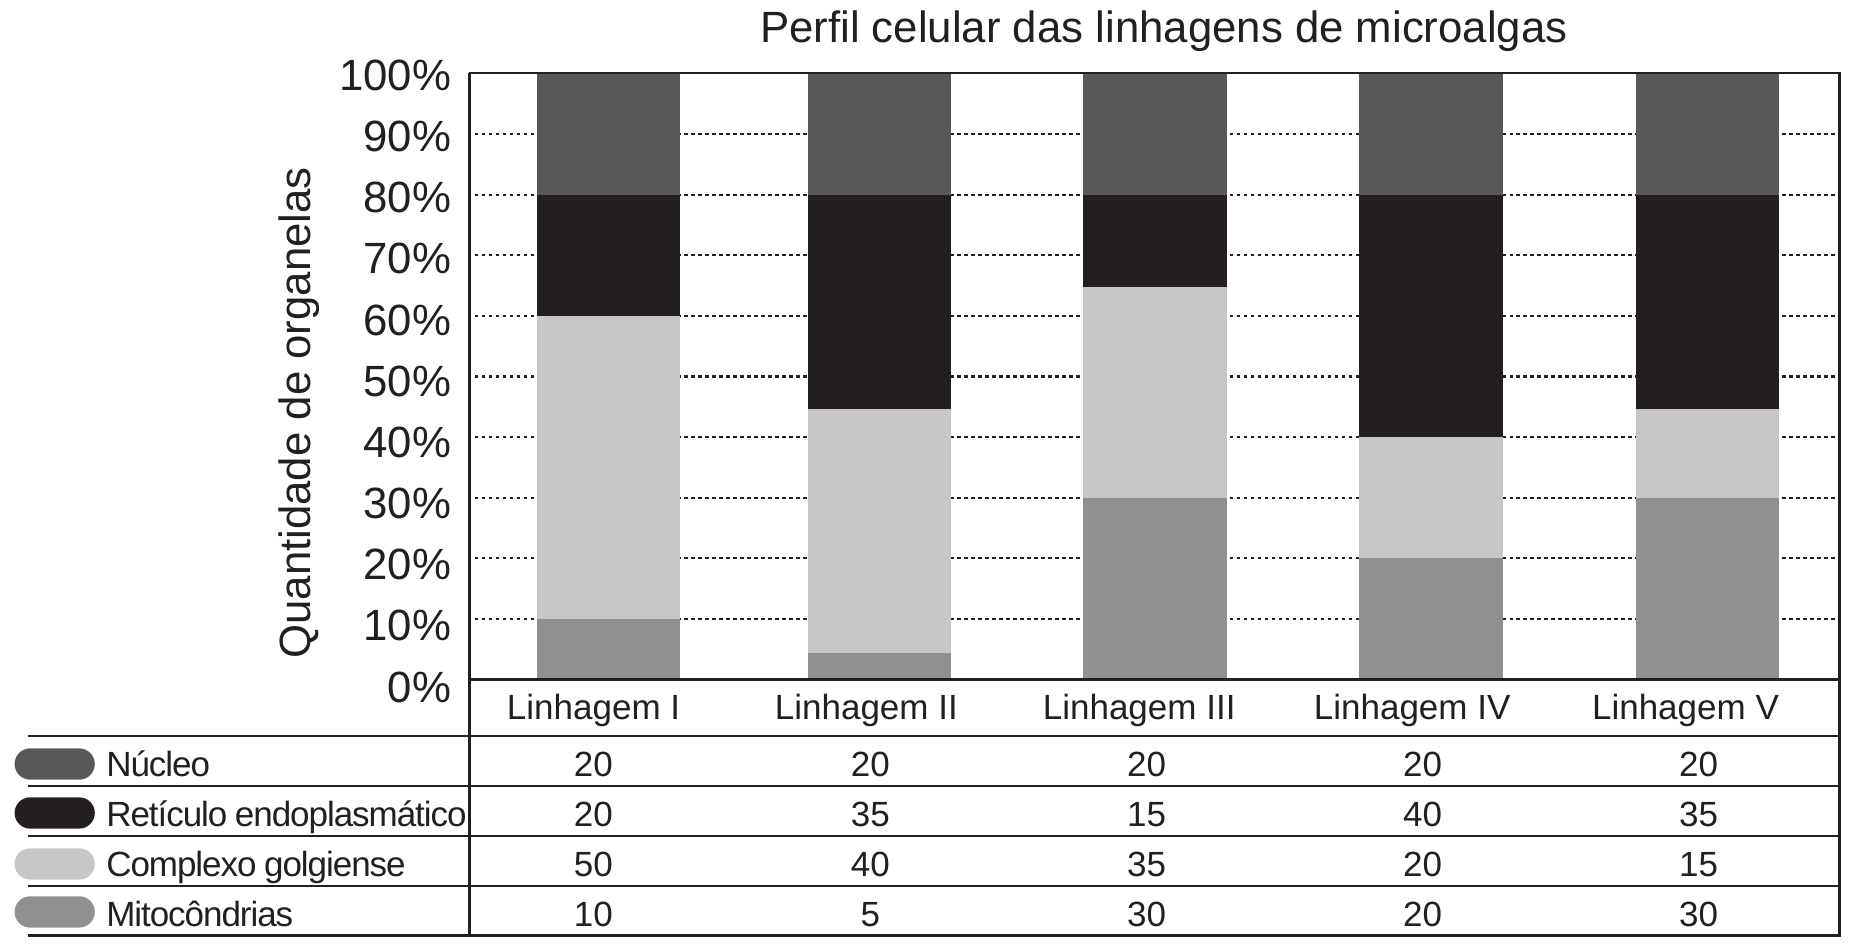 Perfil celular das linhagens de microalgas
Quantidade de organelas
100%
90%
80%
70%
60%
50%
40%
30%
20%
10%
0%
Linhagem I Linhagem II Linhagem III Linhagem IV Linhagem V
Núcleo 20 20 20 20 20
Retículo endoplasmático 20 35 15 40 35
Complexo golgiense 50 40 35 20 15
Mitocôndrias 10 5 30 20 30